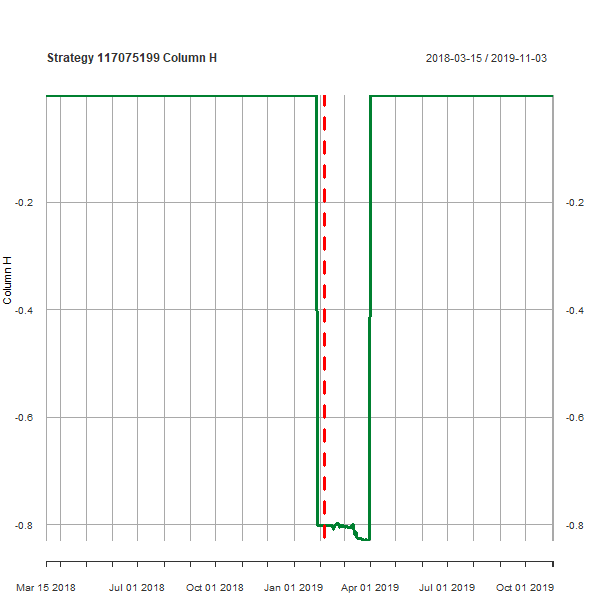 Strategy 117075199 Column H
2018-03-15 / 2019-11-03
-0.2
-0.2
-0.4
-0.4
Column H
-0.6
-0.6
-0.8
-0.8
Mar 15 2018
Jul 01 2018
Oct 01 2018
Jan 01 2019
Apr 01 2019
Jul 01 2019
Oct 01 2019